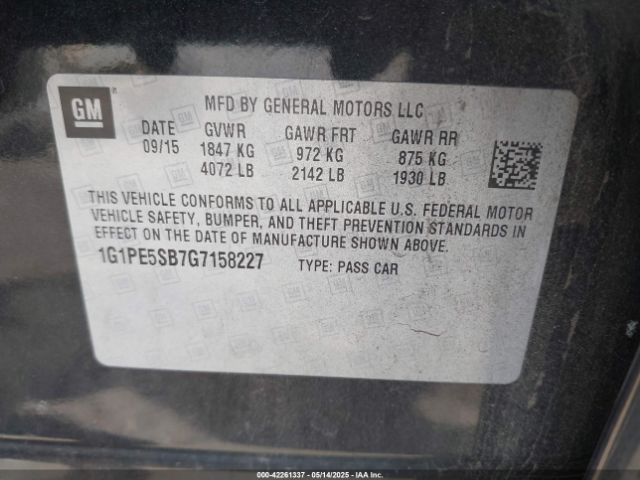 GM
MFD BY GENERAL MOTORS LLC
DATE GVWR GAWR FRT GAWR RR
09/15 1847 KG 972 KG 875 KG
4072 LB 2142 LB 1930 LB
THIS VEHICLE CONFORMS TO ALL APPLICABLE U.S. FEDERAL MOTOR
VEHICLE SAFETY, BUMPER, AND THEFT PREVENTION STANDARDS IN
EFFECT ON THE DATE OF MANUFACTURE SHOWN ABOVE.
1G1PE5SB7G7158227 TYPE: PASS CAR
000-42261337 - 05/14/2025 - IAA Inc.